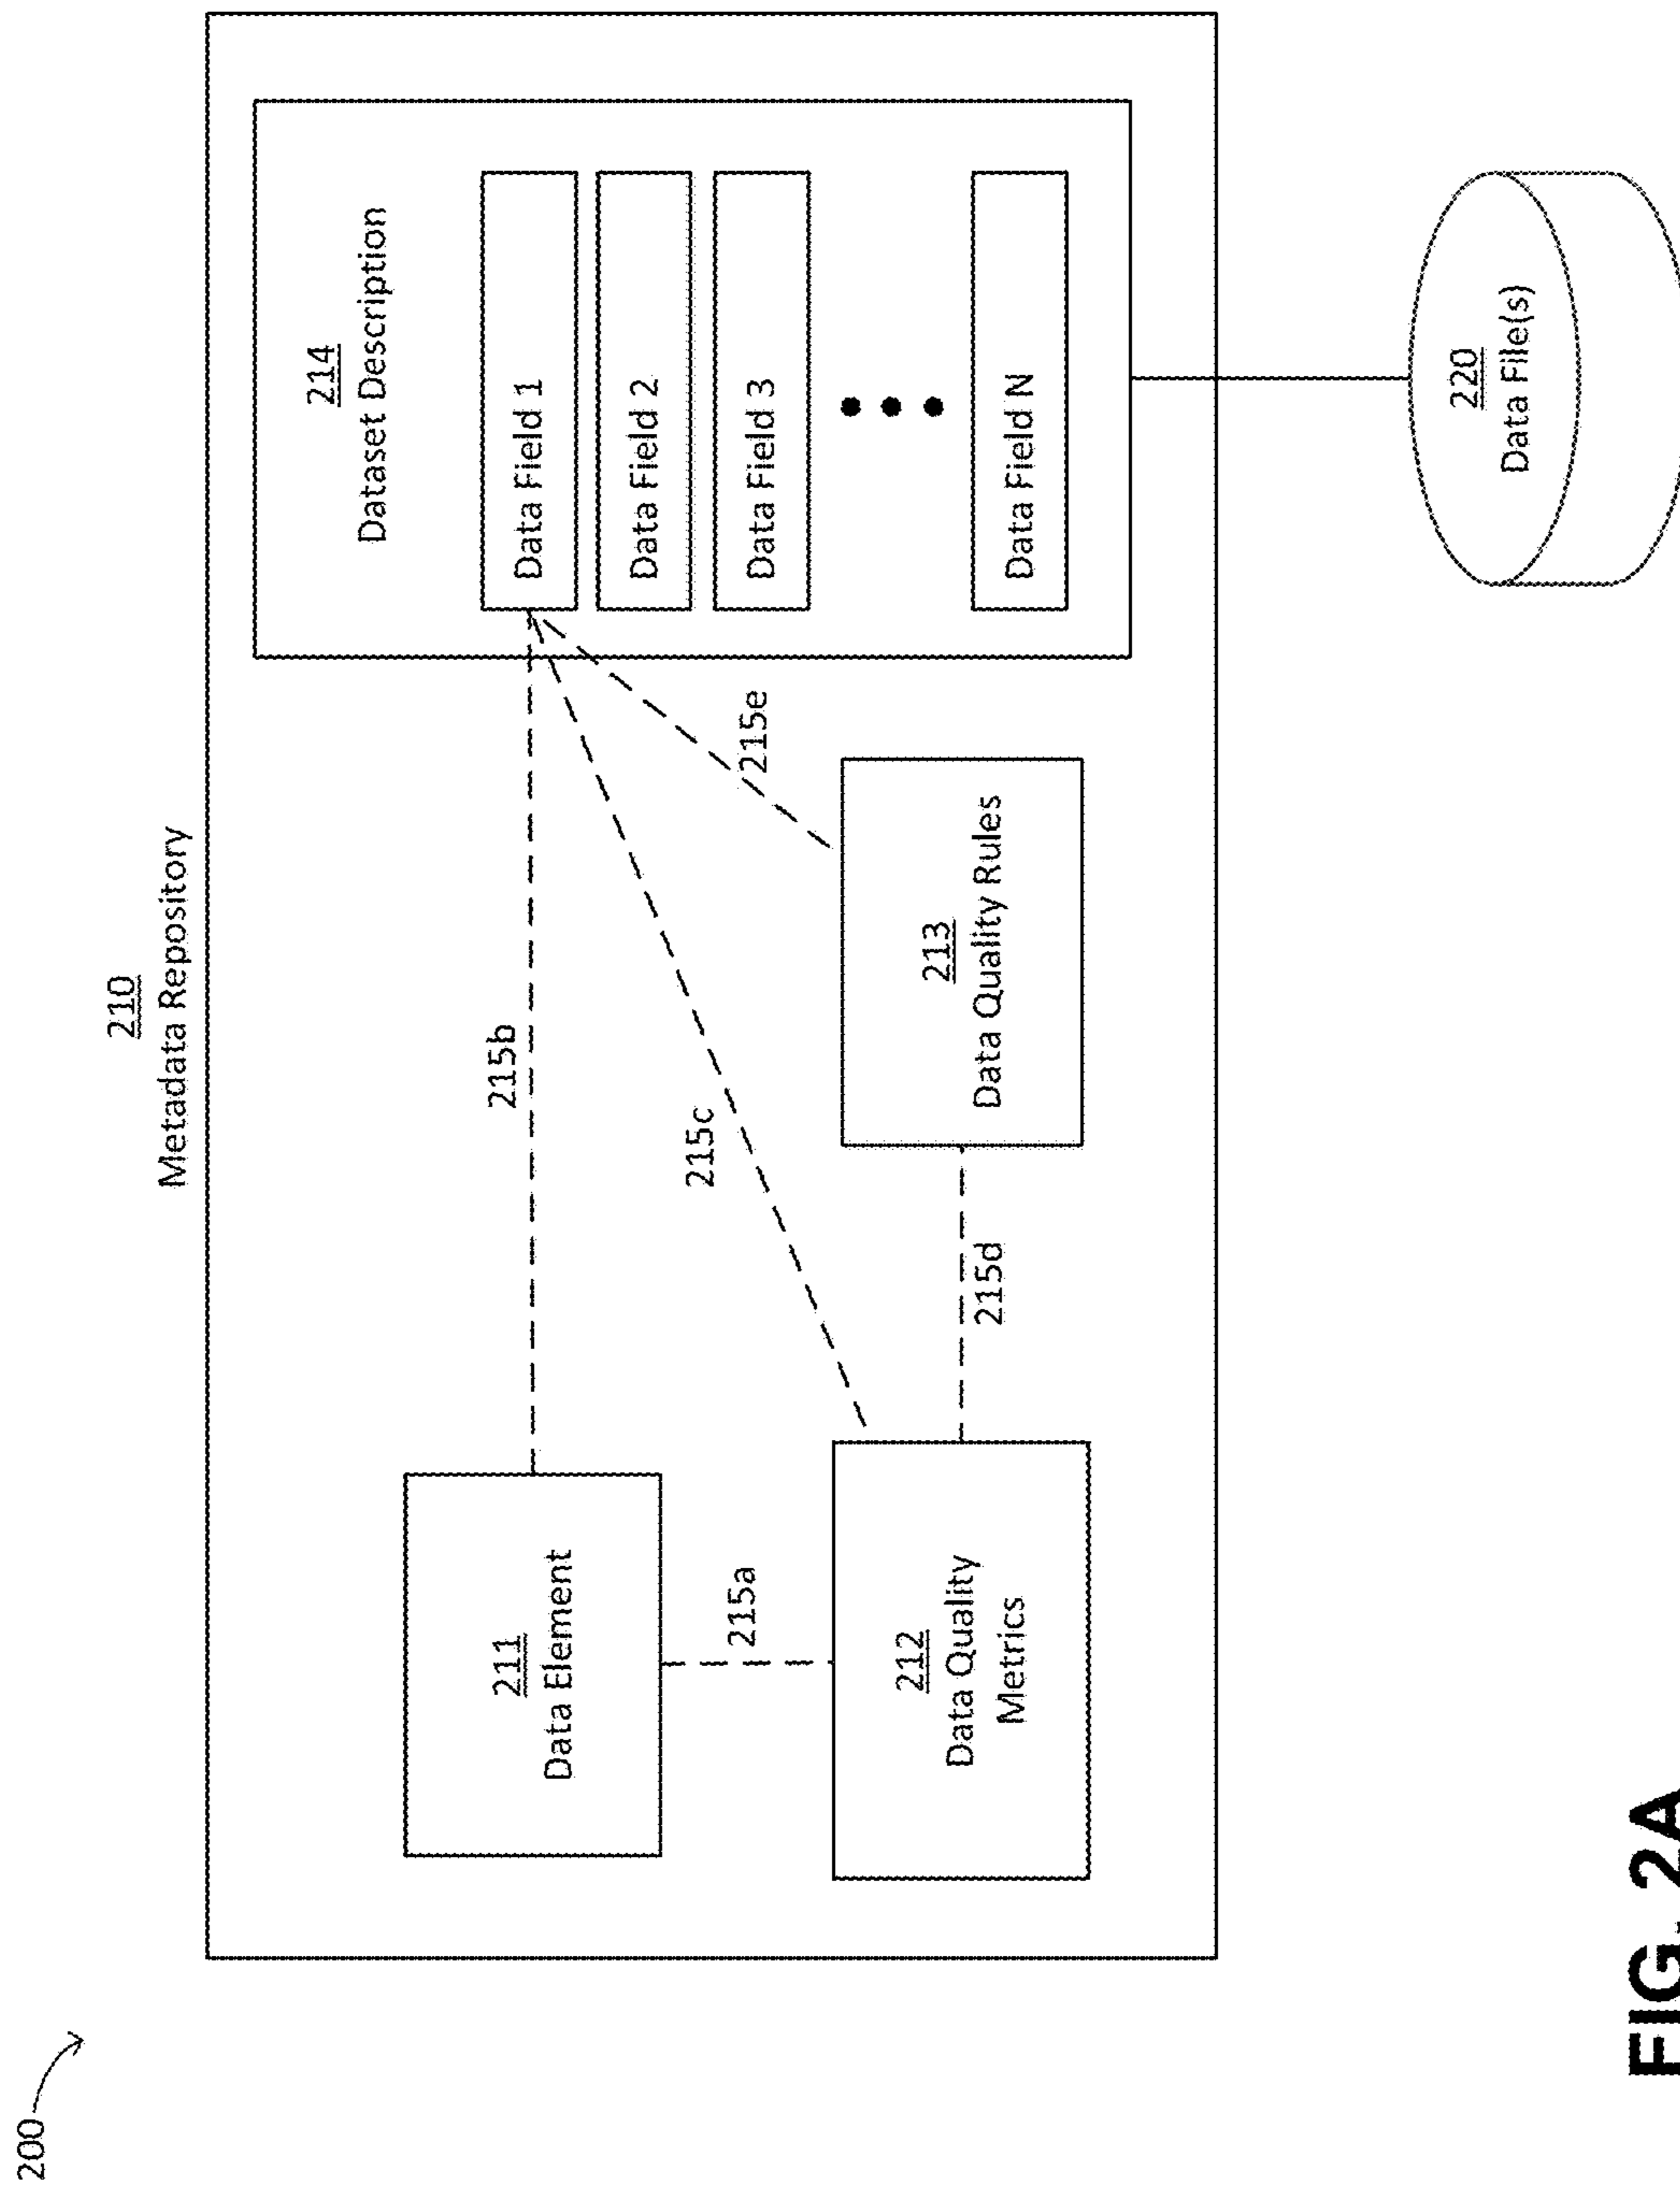 200
210
Metadata Repository
211
Data Element
215a
212
Data Quality
Metrics
215b
215c
215d
213
Data Quality Rules
215e
214
Dataset Description
Data Field 1
Data Field 2
Data Field 3
Data Field N
220
Data File(s)
FIG. 2A